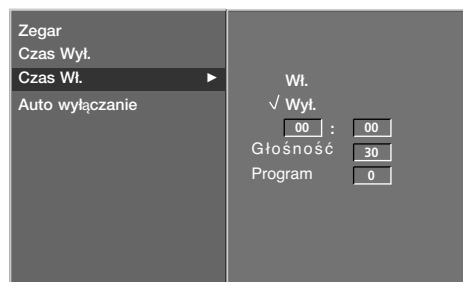 Zegar
Czas Wył.
Czas Wł. ►
Auto wyłączanie
Wł.
√ Wył.
00 : 00
Głośność 30
Program 0